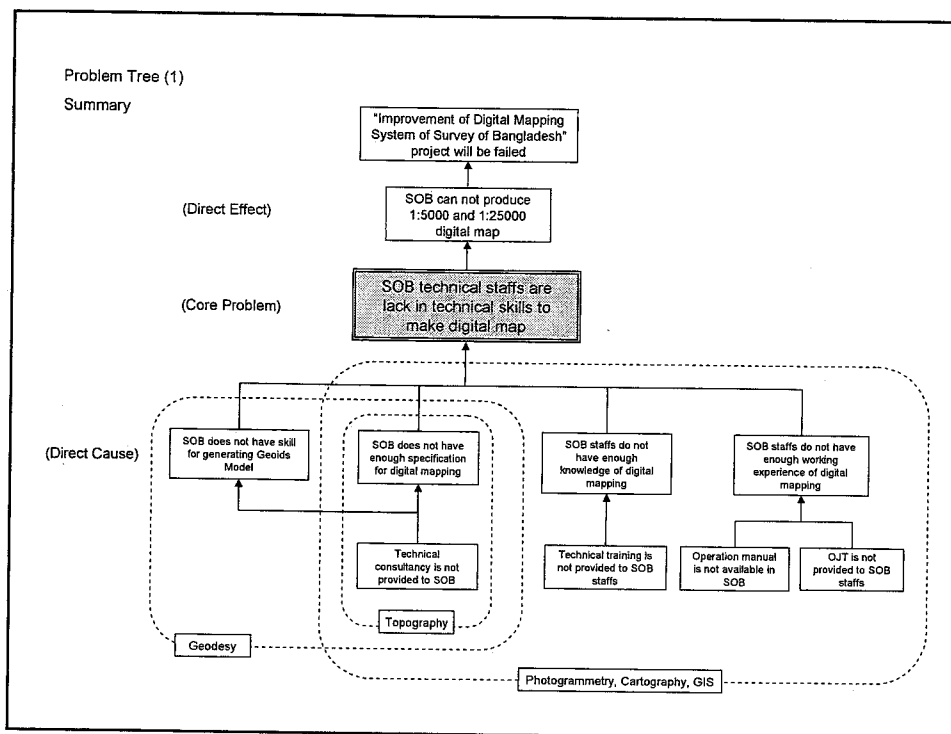 Problem Tree (1)
Summary
"Improvement of Digital Mapping
System of Survey of Bangladesh"
project will be failed
(Direct Effect)
SOB can not produce
1:5000 and 1:25000
digital map
(Core Problem)
SOB technical staffs are
lack in technical skills to
make digital map
(Direct Cause)
SOB does not have skill
for generating Geoids
Model
SOB does not have
enough specification
for digital mapping
SOB staffs do not
have enough
knowledge of digital
mapping
SOB staffs do not have
enough working
experience of digital
mapping
Technical
consultancy is not
provided to SOB
Technical training is
not provided to SOB
staffs
Operation manual
is not available in
SOB
OJT is not
provided to SOB
staffs
Topography
Geodesy
Photogrammetry, Cartography, GIS